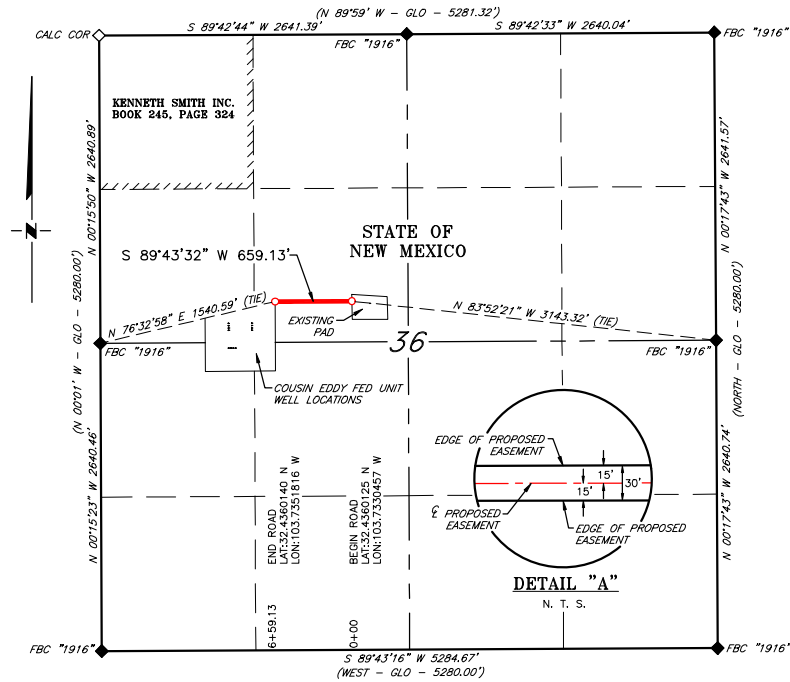 (N 89°59' W - GLO - 5281.32')
S 89°42'44" W 2641.39'
S 89°42'33" W 2640.04'
CALC COR
FBC "1916"
FBC "1916"
KENNETH SMITH INC.
BOOK 245, PAGE 324
N 00°15'50" W 2640.89'
N 00°17'43" W 2641.57'
N
STATE OF
NEW MEXICO
S 89°43'32" W 659.13'
N 76°32'58" E 1540.59' (TIE)
N 83°52'21" W 3143.32' (TIE)
EXISTING
PAD
(N 00°01' W - GLO - 5280.00')
(NORTH - GLO - 5280.00')
FBC "1916"
36
FBC "1916"
COUSIN EDDY FED UNIT
WELL LOCATIONS
N 00°15'23" W 2640.46'
N 00°17'43" W 2640.74'
END ROAD
LAT:32.4360140 N
LON:103.7351816 W
BEGIN ROAD
LAT:32.4360125 N
LON:103.7330457 W
EDGE OF PROPOSED
EASEMENT
15'
30'
15'
℄ PROPOSED
EASEMENT
EDGE OF PROPOSED
EASEMENT
DETAIL "A"
N. T. S.
6+59.13
0+00
FBC "1916"
FBC "1916"
S 89°43'16" W 5284.67'
(WEST - GLO - 5280.00')